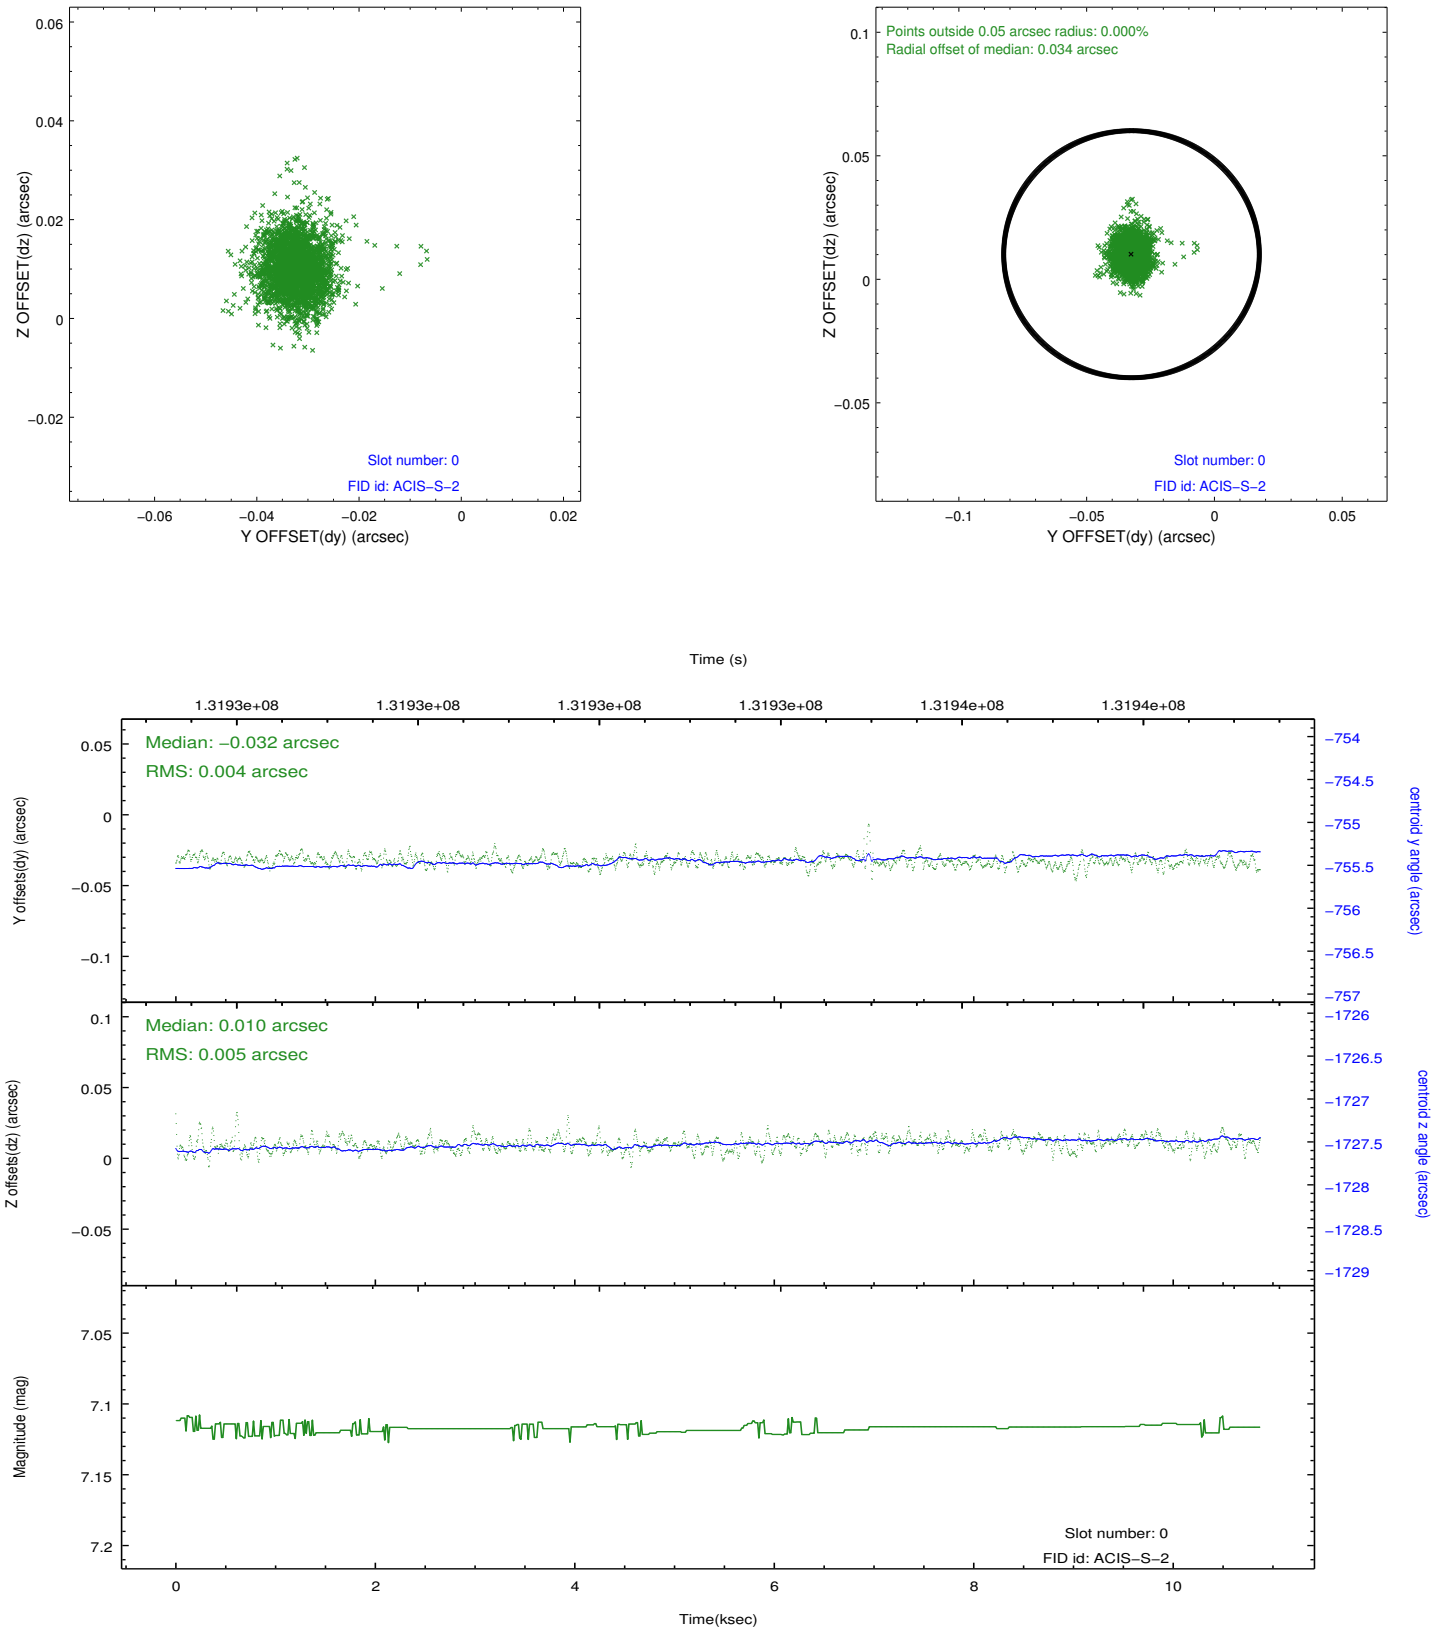 0.06
0.04
0.02
0
−0.02
Z OFFSET(dz) (arcsec)
Slot number: 0
FID id: ACIS−S−2
−0.06
−0.04
−0.02
0
0.02
Y OFFSET(dy) (arcsec)
Points outside 0.05 arcsec radius: 0.000%
Radial offset of median: 0.034 arcsec
0.1
0.05
0
−0.05
Z OFFSET(dz) (arcsec)
Slot number: 0
FID id: ACIS−S−2
−0.1
−0.05
0
0.05
Y OFFSET(dy) (arcsec)
Time (s)
1.3193e+08
1.3193e+08
1.3193e+08
1.3193e+08
1.3194e+08
1.3194e+08
Median: −0.032 arcsec
RMS: 0.004 arcsec
0.05
0
−0.05
−0.1
Y offsets(dy) (arcsec)
−754
−754.5
−755
−755.5
−756
−756.5
−757
centroid y angle (arcsec)
Median: 0.010 arcsec
RMS: 0.005 arcsec
0.1
0.05
0
−0.05
Z offsets(dz) (arcsec)
−1726
−1726.5
−1727
−1727.5
−1728
−1728.5
−1729
centroid z angle (arcsec)
7.05
7.1
7.15
7.2
Magnitude (mag)
Slot number: 0
FID id: ACIS−S−2
0
2
4
6
8
10
Time(ksec)